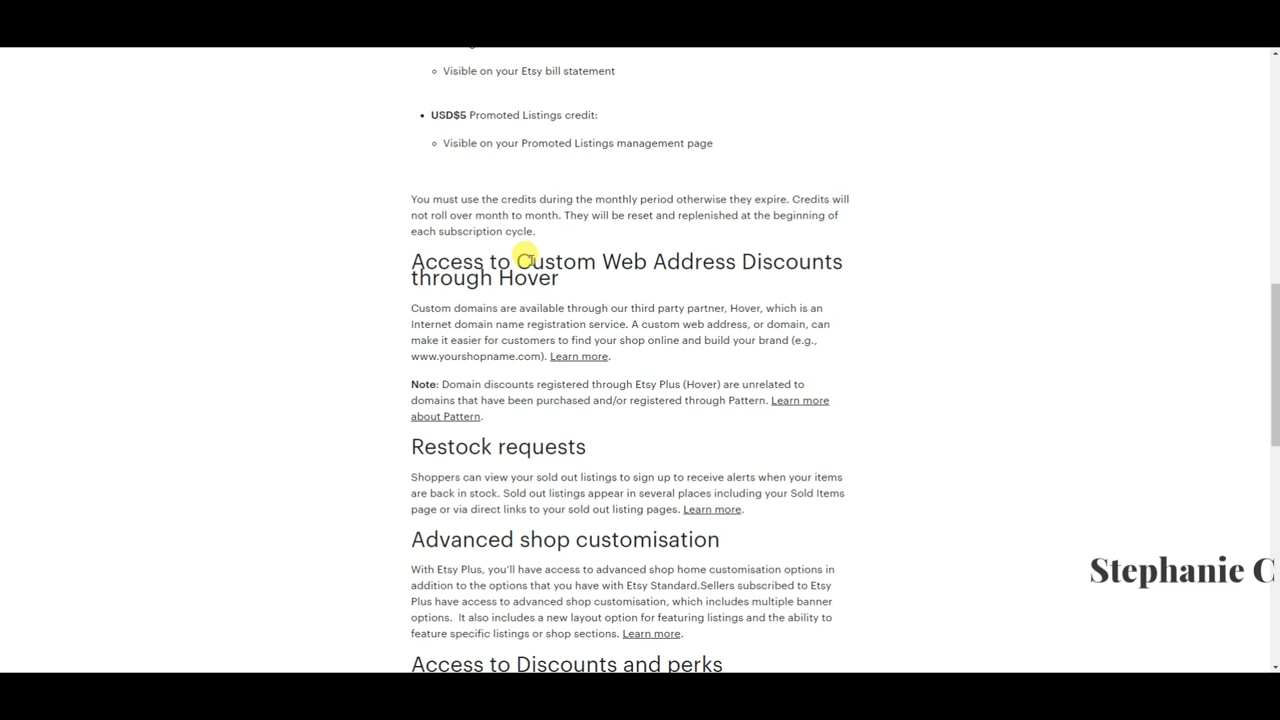 Visible on your Etsy bill statement
USD$5 Promoted Listings credit:
Visible on your Promoted Listings management page
You must use the credits during the monthly period otherwise they expire. Credits will
not roll over month to month. They will be reset and replenished at the beginning of
each subscription cycle.
Access to Custom Web Address Discounts
through Hover
Custom domains are available through our third party partner, Hover, which is an
Internet domain name registration service. A custom web address, or domain, can
make it easier for customers to find your shop online and build your brand (e.g.,
www.yourshopname.com). Learn more.
Note: Domain discounts registered through Etsy Plus (Hover) are unrelated to
domains that have been purchased and/or registered through Pattern. Learn more
about Pattern.
Restock requests
Shoppers can view your sold out listings to sign up to receive alerts when your items
are back in stock. Sold out listings appear in several places including your Sold Items
page or via direct links to your sold out listing pages. Learn more.
Advanced shop customisation
With Etsy Plus, you’ll have access to advanced shop home customisation options in
addition to the options that you have with Etsy Standard.Sellers subscribed to Etsy
Plus have access to advanced shop customisation, which includes multiple banner
options. It also includes a new layout option for featuring listings and the ability to
feature specific listings or shop sections. Learn more.
Access to Discounts and perks
Stephanie C